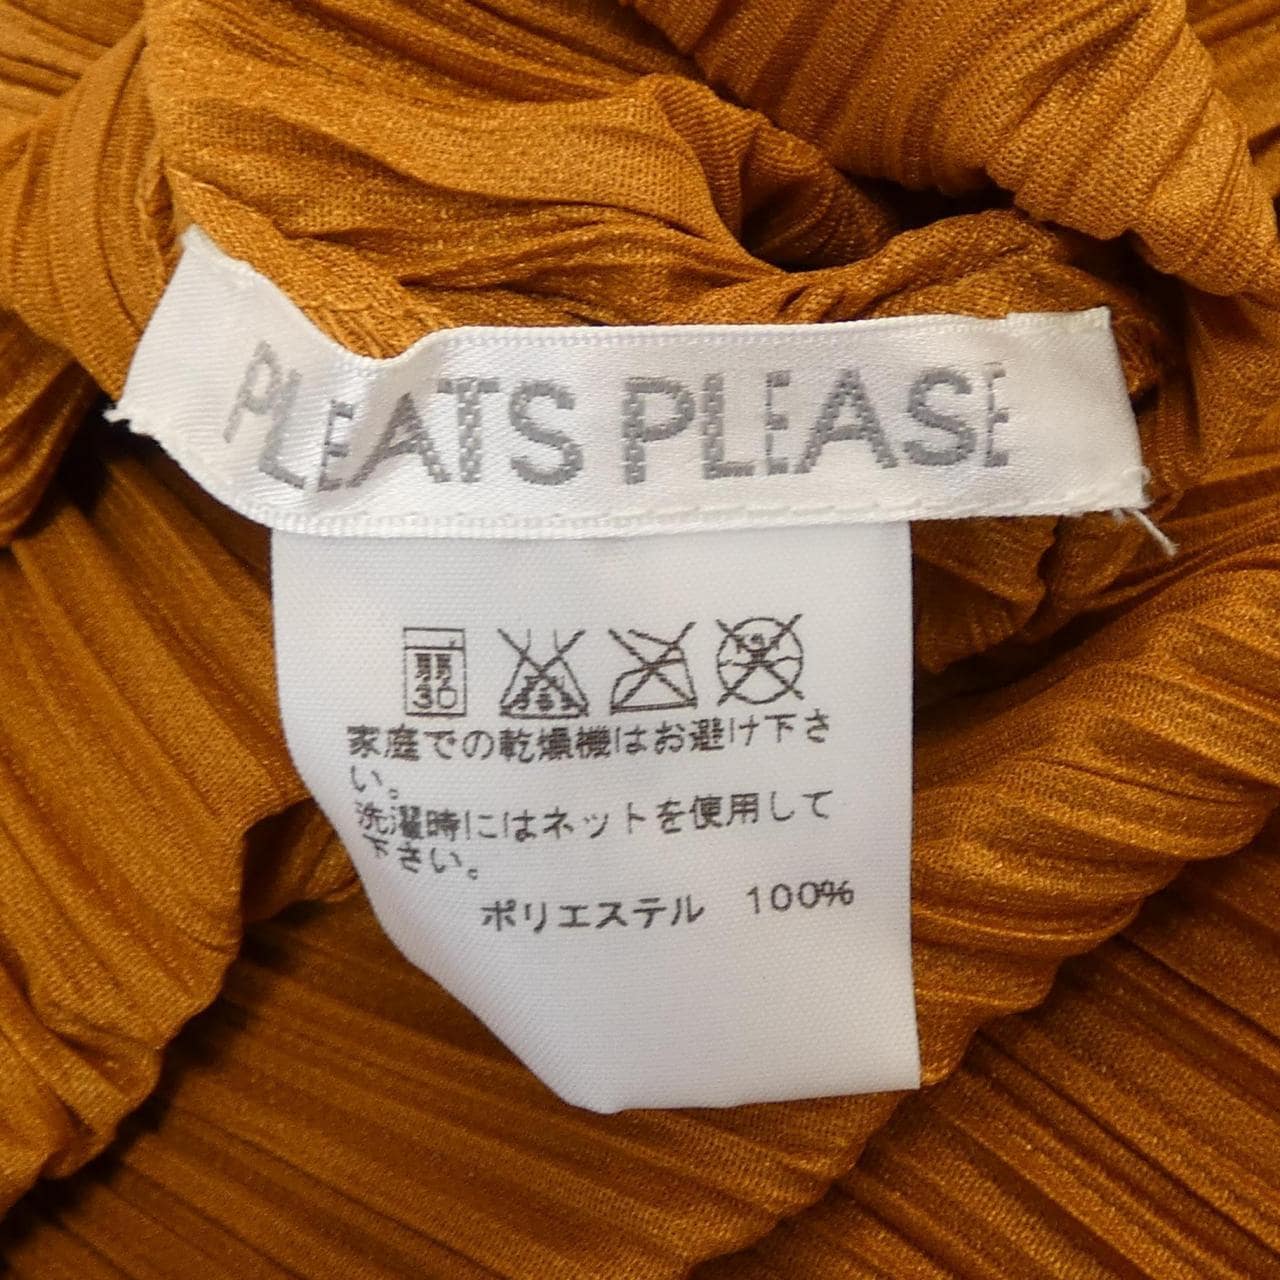 PLEATS PLEASE
弱
30
家庭での乾燥機はお避け下さ
い。
洗濯時にはネットを使用して
下さい。
ポリエステル 100%